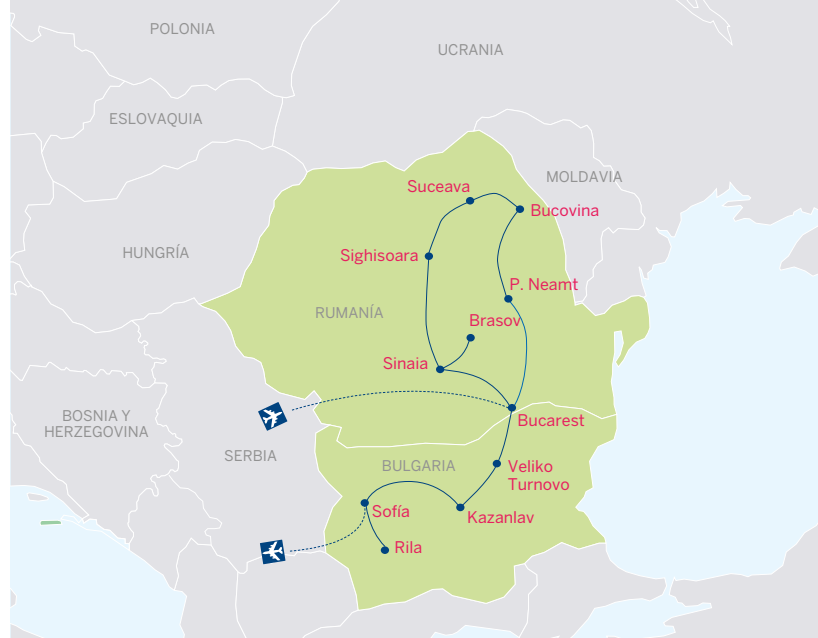 POLONIA
UCRANIA
ESLOVAQUIA
MOLDAVIA
Suceava
Bucovina
HUNGRÍA
Sighisoara
P. Neamt
RUMANÍA
Brasov
Sinaia
BOSNIA Y
HERZEGOVINA
Bucarest
SERBIA
BULGARIA
Veliko
Turnovo
Sofía
Kazanlav
Rila